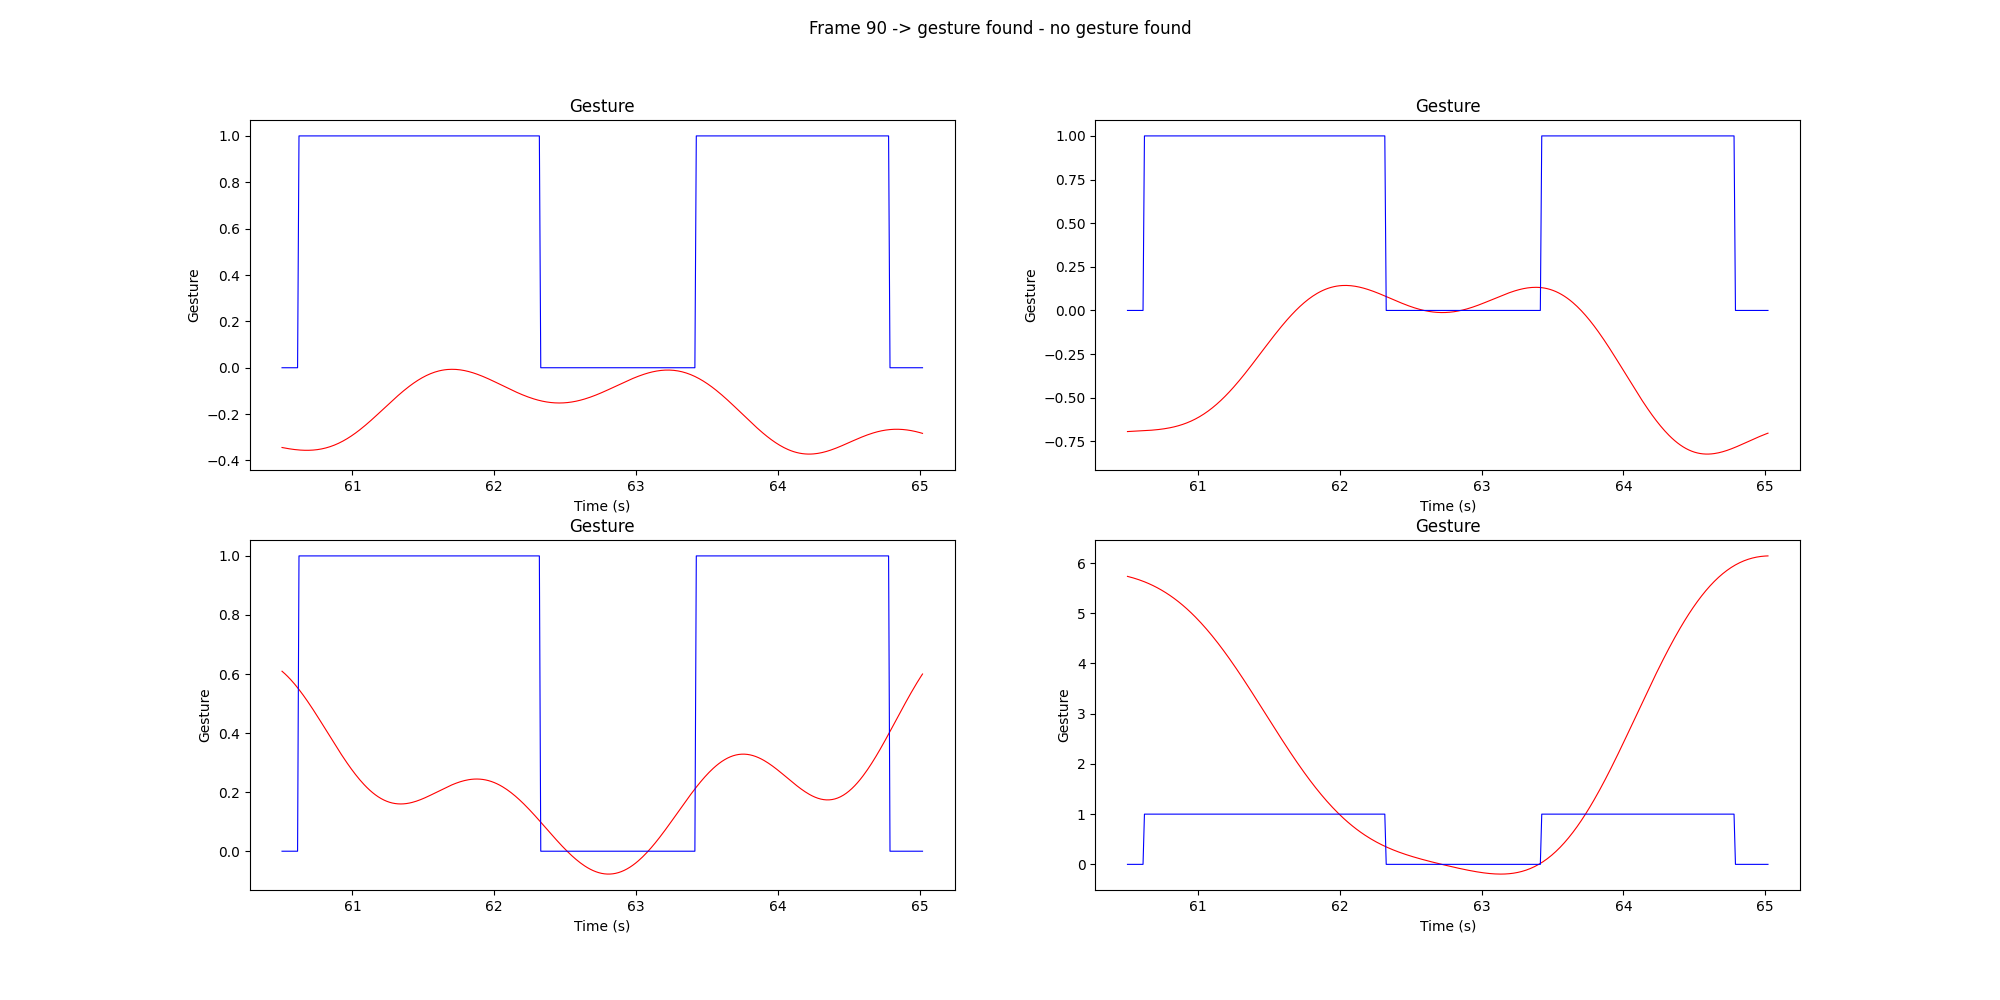 Frame 90 -> gesture found - no gesture found
Gesture
1.0
0.8
0.6
0.4
0.2
0.0
−0.2
−0.4
Gesture
61 62 63 64 65
Time (s)
Gesture
1.00
0.75
0.50
0.25
0.00
−0.25
−0.50
−0.75
Gesture
61 62 63 64 65
Time (s)
Gesture
1.0
0.8
0.6
0.4
0.2
0.0
Gesture
61 62 63 64 65
Time (s)
Gesture
6
5
4
3
2
1
0
Gesture
61 62 63 64 65
Time (s)